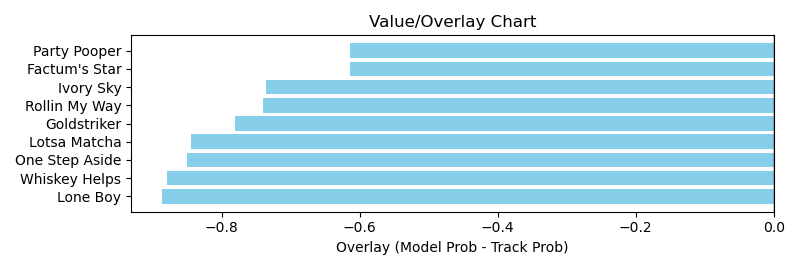 Value/Overlay Chart
Party Pooper
Factum's Star
Ivory Sky
Rollin My Way
Goldstriker
Lotsa Matcha
One Step Aside
Whiskey Helps
Lone Boy
−0.8 −0.6 −0.4 −0.2 0.0
Overlay (Model Prob - Track Prob)